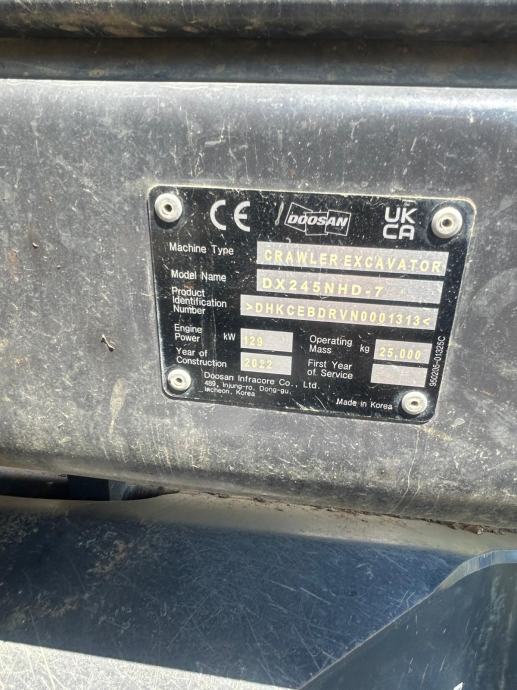 CE DOOSAN UK CA
Machine Type CRAWLER EXCAVATOR
Model Name DX245NHD-7
Product
Identification
Number >DHKCEBDRVN0001313<
Engine
Power kW 129 Operating
Mass kg 25,000
Year of
Construction 2022 First Year
of Service
Doosan Infracore Co., Ltd.
489, Injung-ro, Dong-gu,
Incheon, Korea
Made in Korea
950205-01325C